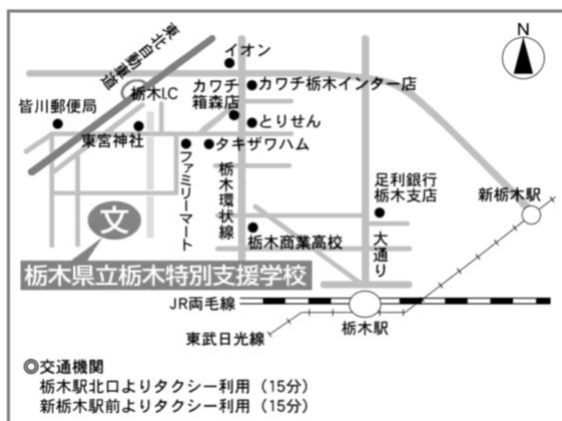 N
東北自動車道
イオン
栃木I.C
カワチ
箱森店
カワチ栃木インター店
皆川郵便局
東宮神社
とりせん
タキザワハム
ファミリーマート
栃木環状線
足利銀行
栃木支店
新栃木駅
文
栃木商業高校
大通り
栃木県立栃木特別支援学校
JR両毛線
栃木駅
東武日光線
◎交通機関
栃木駅北口よりタクシー利用（15分）
新栃木駅前よりタクシー利用（15分）